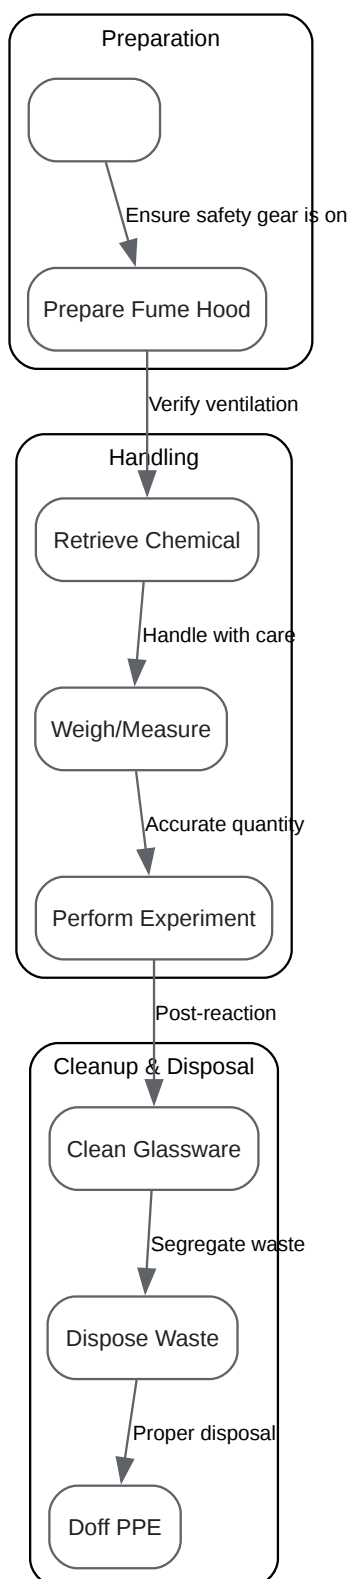 Preparation
Ensure safety gear is on
Prepare Fume Hood
Verify ventilation
Handling
Retrieve Chemical
Handle with care
Weigh/Measure
Accurate quantity
Perform Experiment
Post-reaction
Cleanup & Disposal
Clean Glassware
Segregate waste
Dispose Waste
Proper disposal
Doff PPE